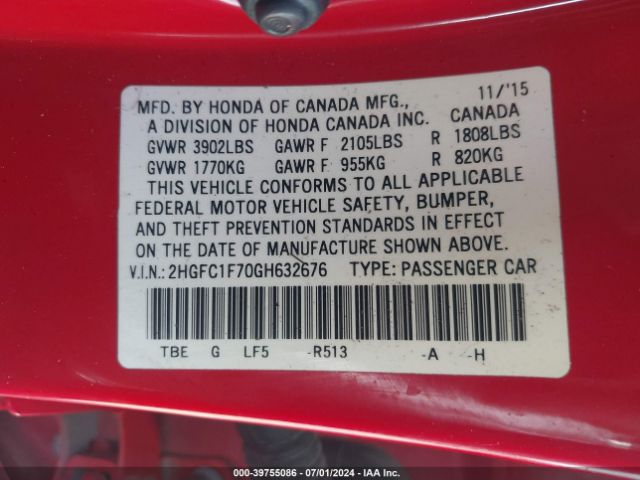 11/'15
MFD. BY HONDA OF CANADA MFG.,
A DIVISION OF HONDA CANADA INC. CANADA
GVWR 3902LBS GAWR F 2105LBS R 1808LBS
GVWR 1770KG GAWR F 955KG R 820KG
THIS VEHICLE CONFORMS TO ALL APPLICABLE
FEDERAL MOTOR VEHICLE SAFETY, BUMPER,
AND THEFT PREVENTION STANDARDS IN EFFECT
ON THE DATE OF MANUFACTURE SHOWN ABOVE.
V.I.N.: 2HGFC1F70GH632676 TYPE: PASSENGER CAR
TBE G LF5 -R513 -A -H
000-39755086 - 07/01/2024 - IAA Inc.